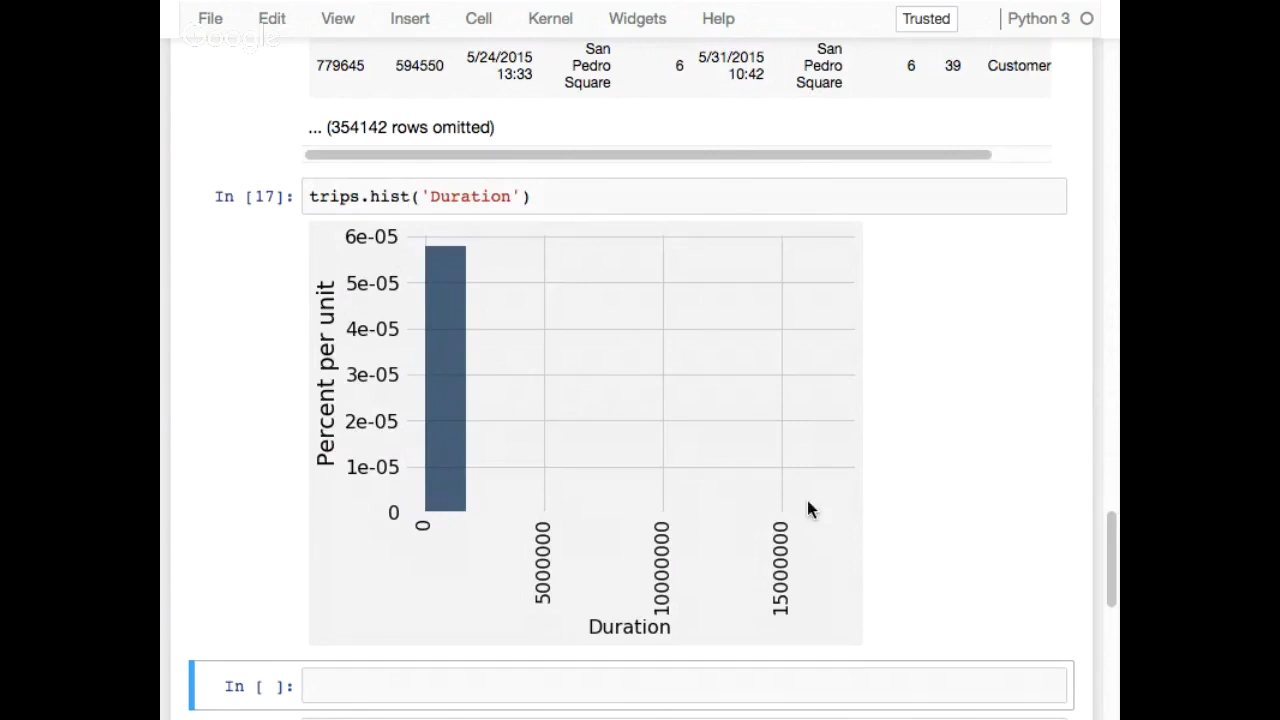 File Edit View Insert Cell Kernel Widgets Help Trusted Python 3
Google
779645 594550 5/24/2015 13:33 San Pedro Square 6 5/31/2015 10:42 San Pedro Square 6 39 Customer
... (354142 rows omitted)
In [17]: trips.hist('Duration')
6e-05
5e-05
4e-05
3e-05
2e-05
1e-05
0
Percent per unit
0 5000000 10000000 15000000
Duration
In [ ]: